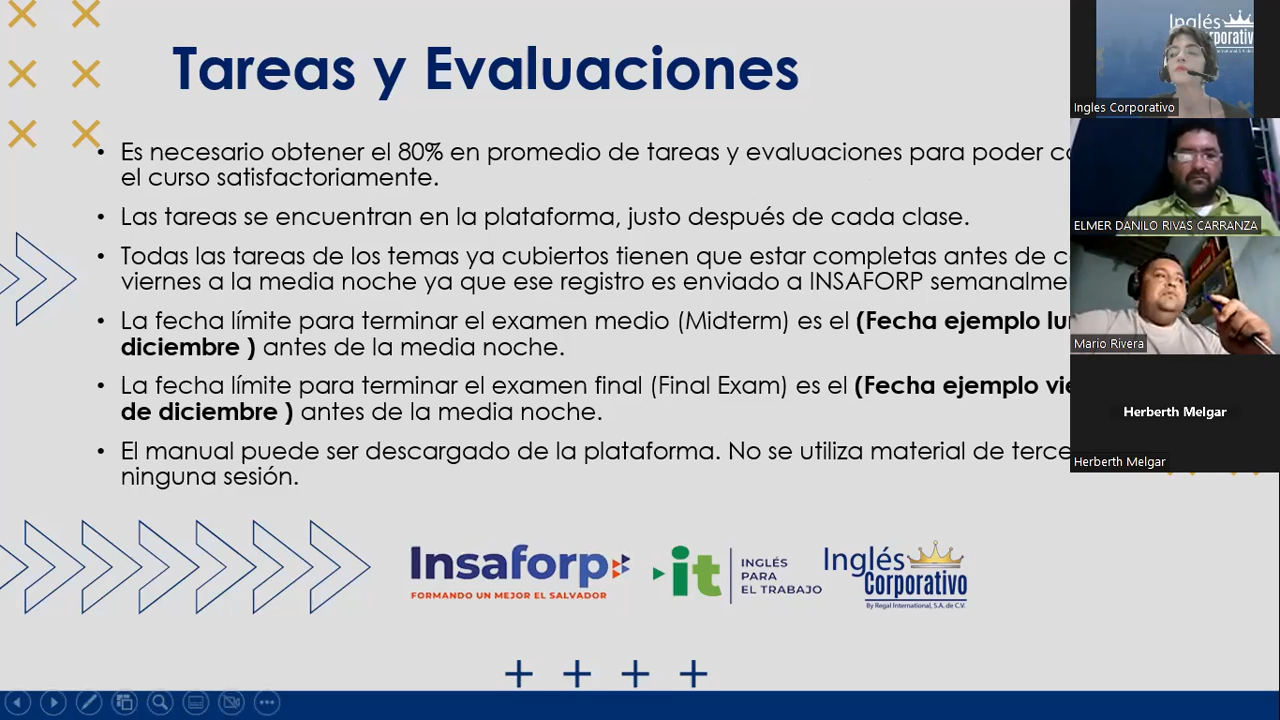 Tareas y Evaluaciones
• Es necesario obtener el 80% en promedio de tareas y evaluaciones para poder
el curso satisfactoriamente.
• Las tareas se encuentran en la plataforma, justo después de cada clase.
• Todas las tareas de los temas ya cubiertos tienen que estar completas antes de
viernes a la media noche ya que ese registro es enviado a INSAFORP
• La fecha límite para terminar el examen medio (Midterm) es el (Fecha ejemplo
diciembre ) antes de la media noche.
• La fecha límite para terminar el examen final (Final Exam) es el (Fecha ejemplo
de diciembre ) antes de la media noche.
• El manual puede ser descargado de la plataforma. No se utiliza material de
ninguna sesión.
Insaforp
FORMANDO UN MEJOR EL SALVADOR
it
INGLÉS
PARA
EL TRABAJO
Inglés
Corporativo
By Regal International, S.A. de C.V.
Inglés
Ingles Corporativo
ELMER DANILO RIVAS CARRANZA
Mario Rivera
Herberth Melgar
Herberth Melgar